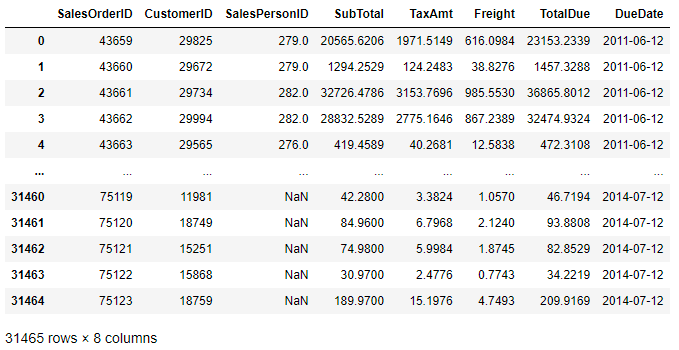 SalesOrderID CustomerID SalesPersonID SubTotal TaxAmt Freight TotalDue DueDate
0 43659 29825 279.0 20565.6206 1971.5149 616.0984 23153.2339 2011-06-12
1 43660 29672 279.0 1294.2529 124.2483 38.8276 1457.3288 2011-06-12
2 43661 29734 282.0 32726.4786 3153.7696 985.5530 36865.8012 2011-06-12
3 43662 29994 282.0 28832.5289 2775.1646 867.2389 32474.9324 2011-06-12
4 43663 29565 276.0 419.4589 40.2681 12.5838 472.3108 2011-06-12
... ... ... ... ... ... ... ... ...
31460 75119 11981 NaN 42.2800 3.3824 1.0570 46.7194 2014-07-12
31461 75120 18749 NaN 84.9600 6.7968 2.1240 93.8808 2014-07-12
31462 75121 15251 NaN 74.9800 5.9984 1.8745 82.8529 2014-07-12
31463 75122 15868 NaN 30.9700 2.4776 0.7743 34.2219 2014-07-12
31464 75123 18759 NaN 189.9700 15.1976 4.7493 209.9169 2014-07-12
31465 rows × 8 columns